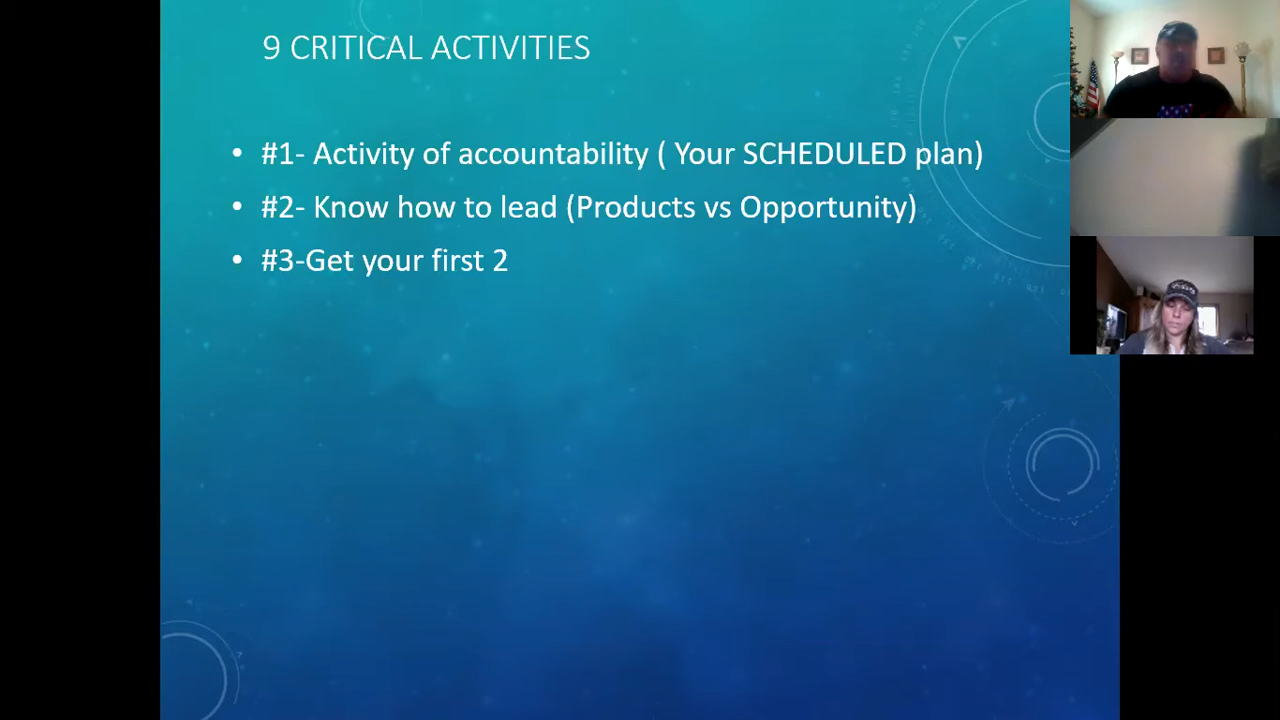 9 CRITICAL ACTIVITIES
• #1- Activity of accountability ( Your SCHEDULED plan)
• #2- Know how to lead (Products vs Opportunity)
• #3-Get your first 2